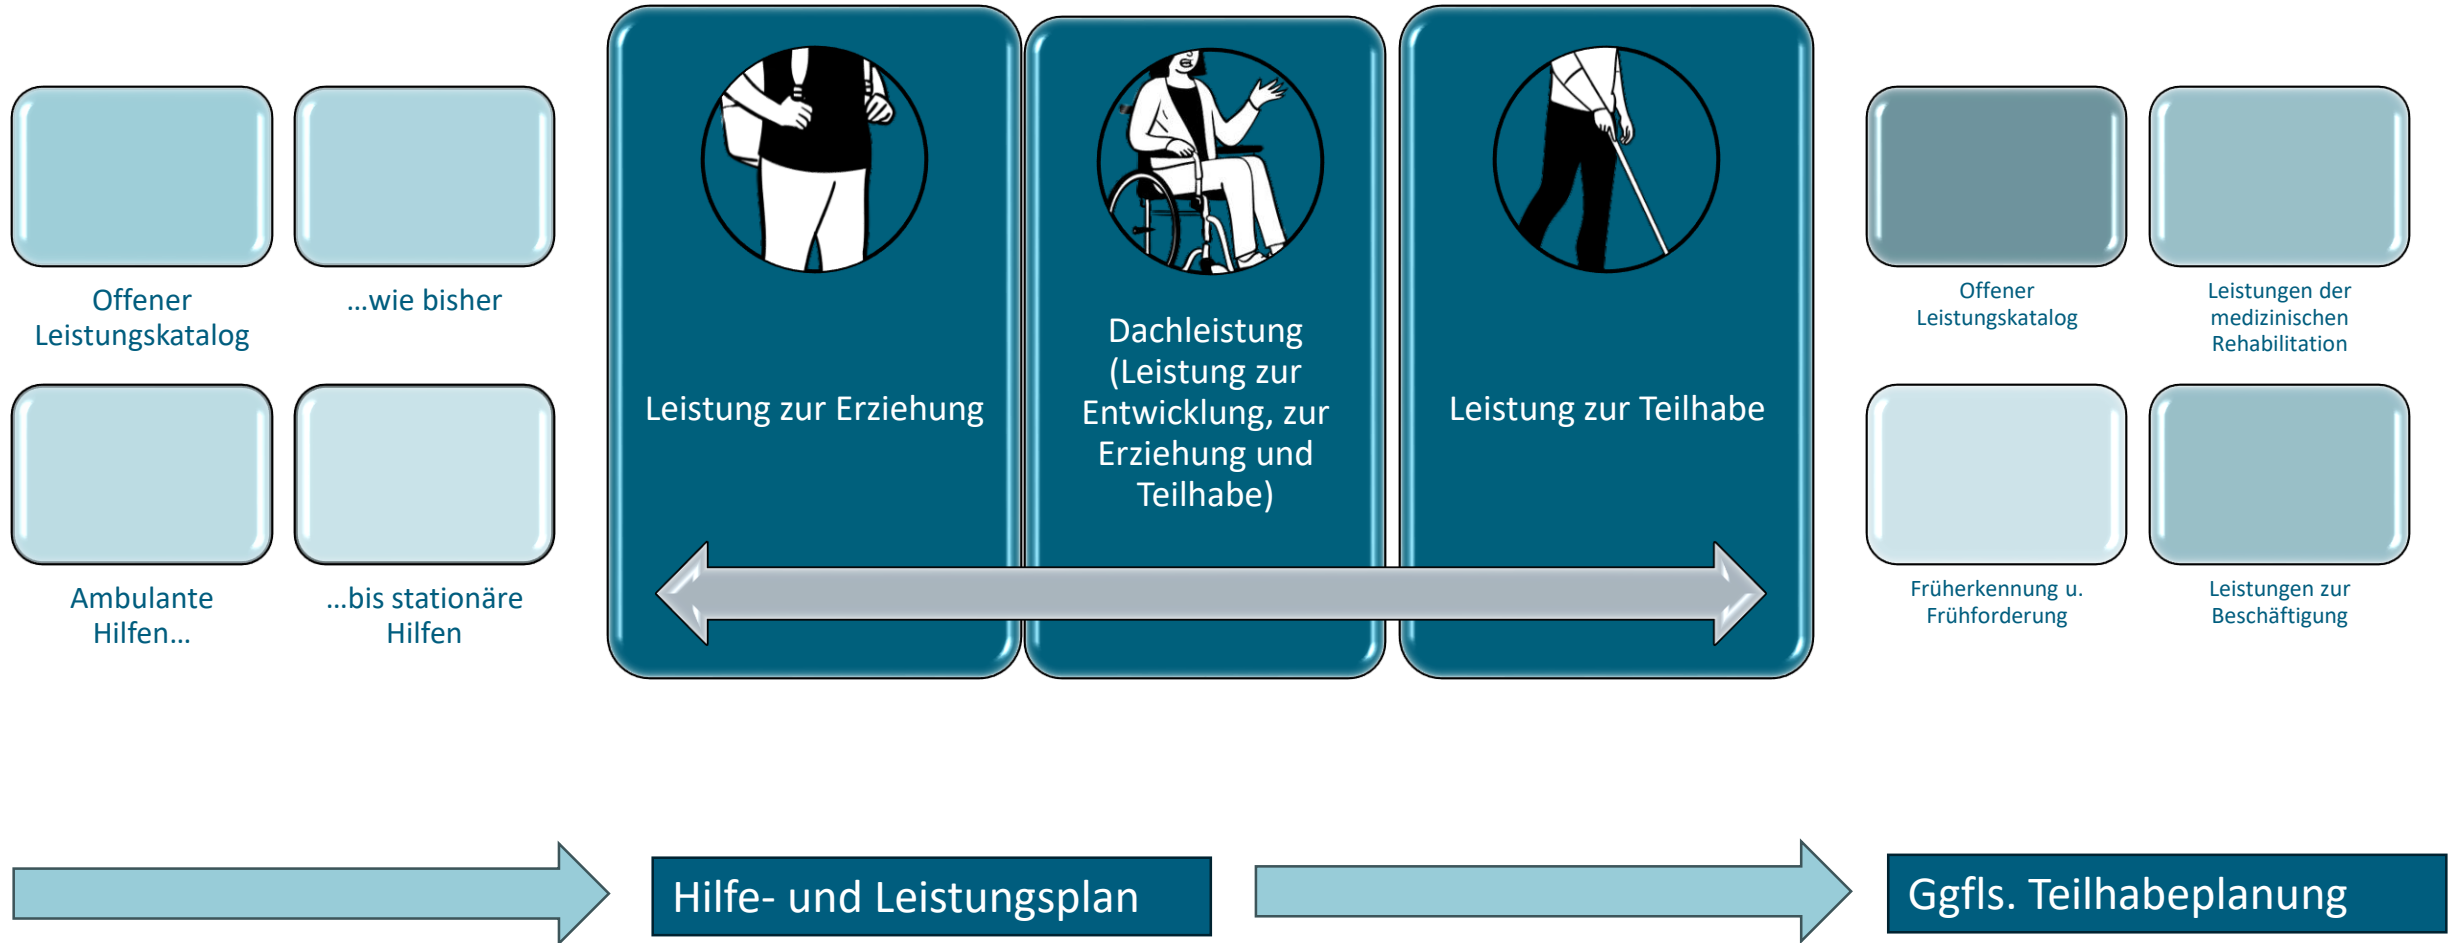 Offener
Leistungskatalog
…wie bisher
Ambulante
Hilfen…
…bis stationäre
Hilfen
Leistung zur Erziehung
Dachleistung
(Leistung zur
Entwicklung, zur
Erziehung und
Teilhabe)
Leistung zur Teilhabe
Offener
Leistungskatalog
Leistungen der
medizinischen
Rehabilitation
Früherkennung u.
Frühforderung
Leistungen zur
Beschäftigung
Hilfe- und Leistungsplan
Ggfls. Teilhabeplanung